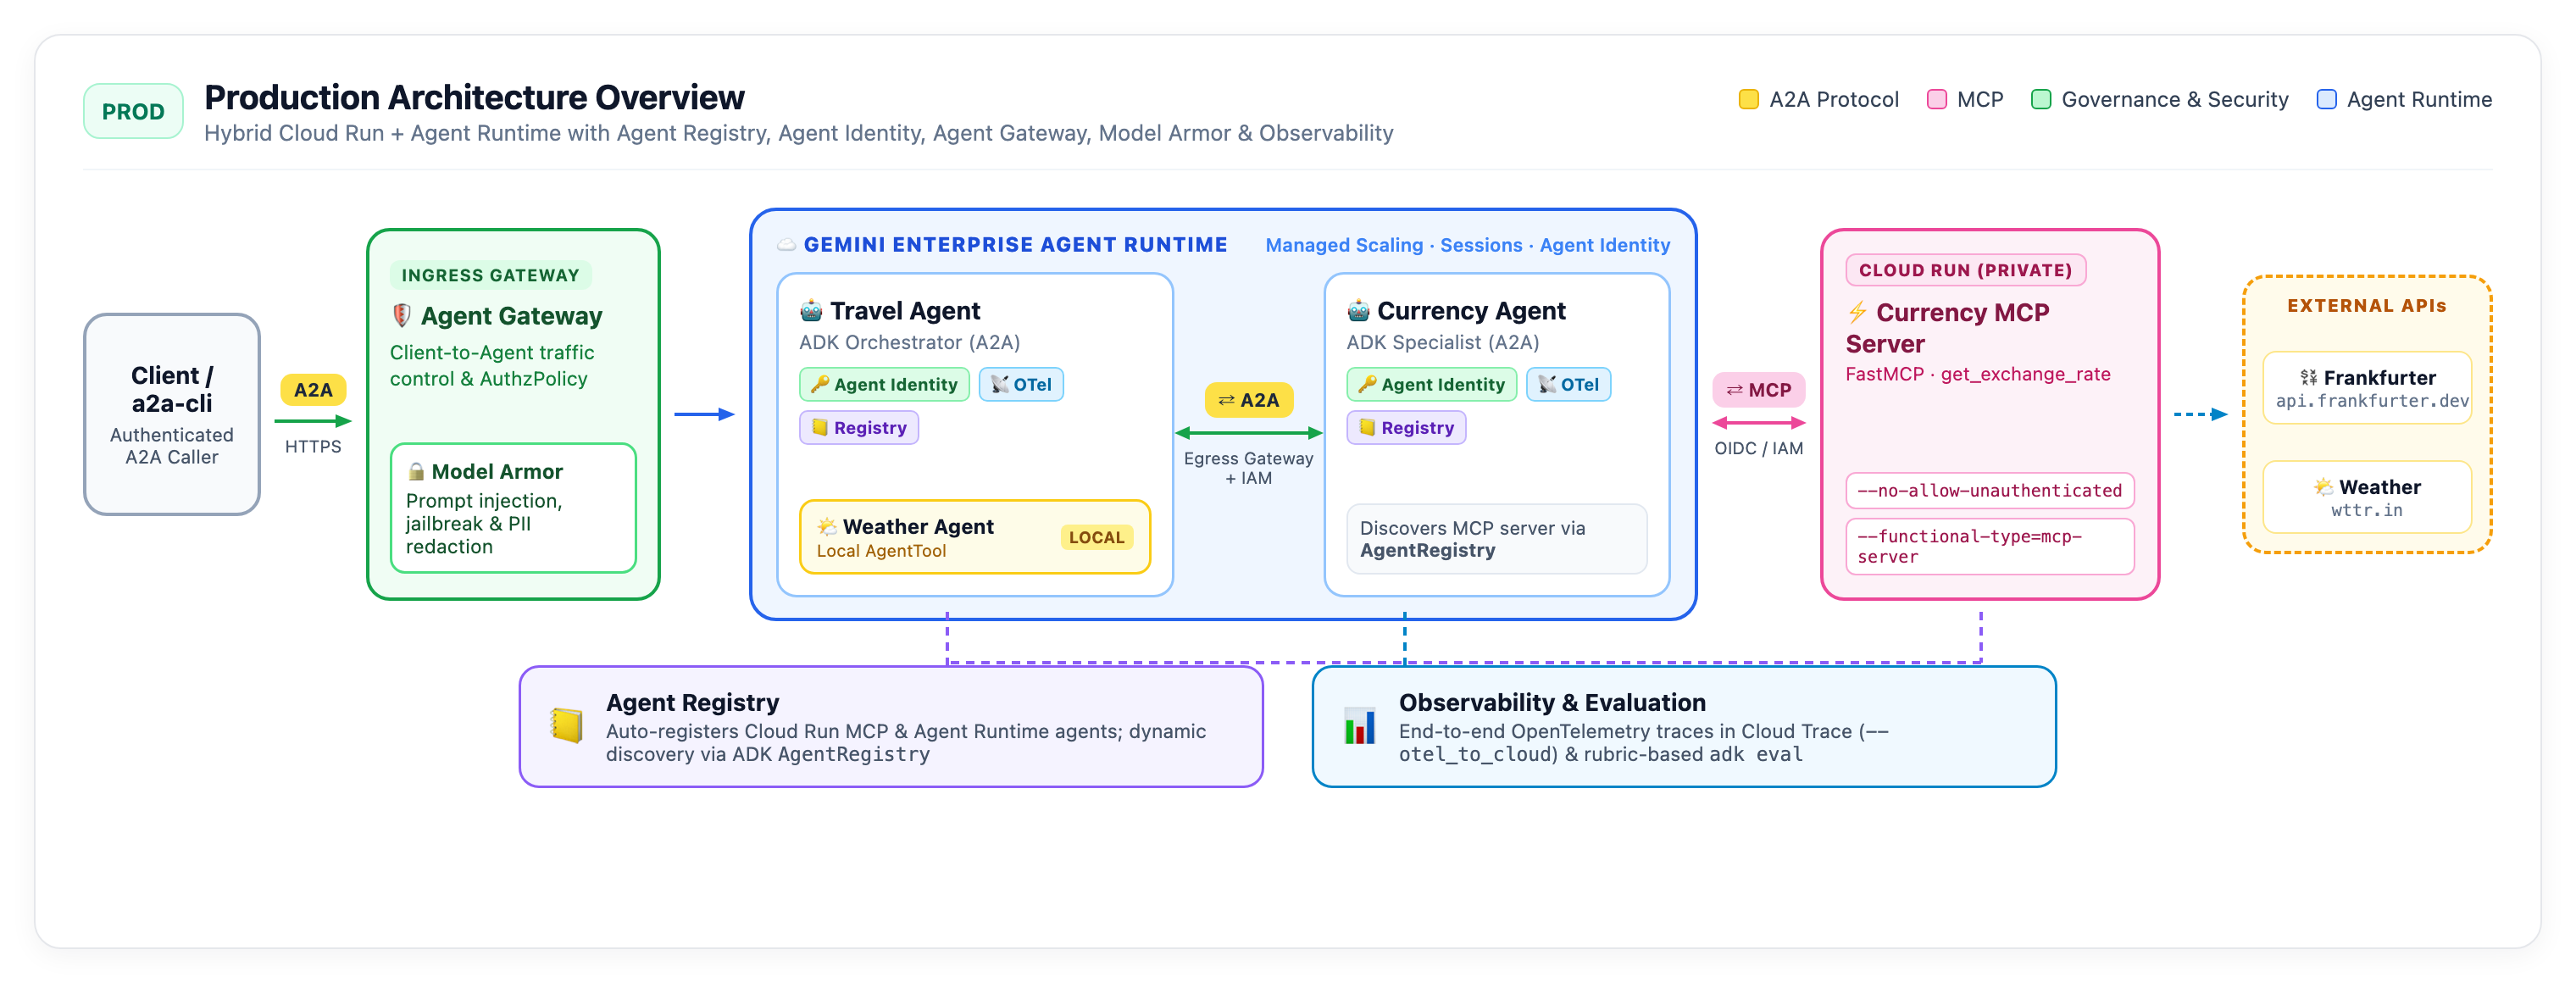 PROD
Production Architecture Overview
Hybrid Cloud Run + Agent Runtime with Agent Registry, Agent Identity, Agent Gateway, Model Armor & Observability
A2A Protocol
MCP
Governance & Security
Agent Runtime
Client /
a2a-cli
Authenticated
A2A Caller
A2A
HTTPS
INGRESS GATEWAY
Agent Gateway
Client-to-Agent traffic
control & AuthzPolicy
Model Armor
Prompt injection,
jailbreak & PII
redaction
GEMINI ENTERPRISE AGENT RUNTIME
Managed Scaling · Sessions · Agent Identity
Travel Agent
ADK Orchestrator (A2A)
Agent Identity
OTel
Registry
Weather Agent
Local AgentTool
LOCAL
⇄ A2A
Egress Gateway
+ IAM
Currency Agent
ADK Specialist (A2A)
Agent Identity
OTel
Registry
Discovers MCP server via
AgentRegistry
⇄ MCP
OIDC / IAM
CLOUD RUN (PRIVATE)
Currency MCP
Server
FastMCP · get_exchange_rate
--no-allow-unauthenticated
--functional-type=mcp-
server
EXTERNAL APIs
Frankfurter
api.frankfurter.dev
Weather
wttr.in
Agent Registry
Auto-registers Cloud Run MCP & Agent Runtime agents; dynamic
discovery via ADK AgentRegistry
Observability & Evaluation
End-to-end OpenTelemetry traces in Cloud Trace (--
otel_to_cloud) & rubric-based adk eval